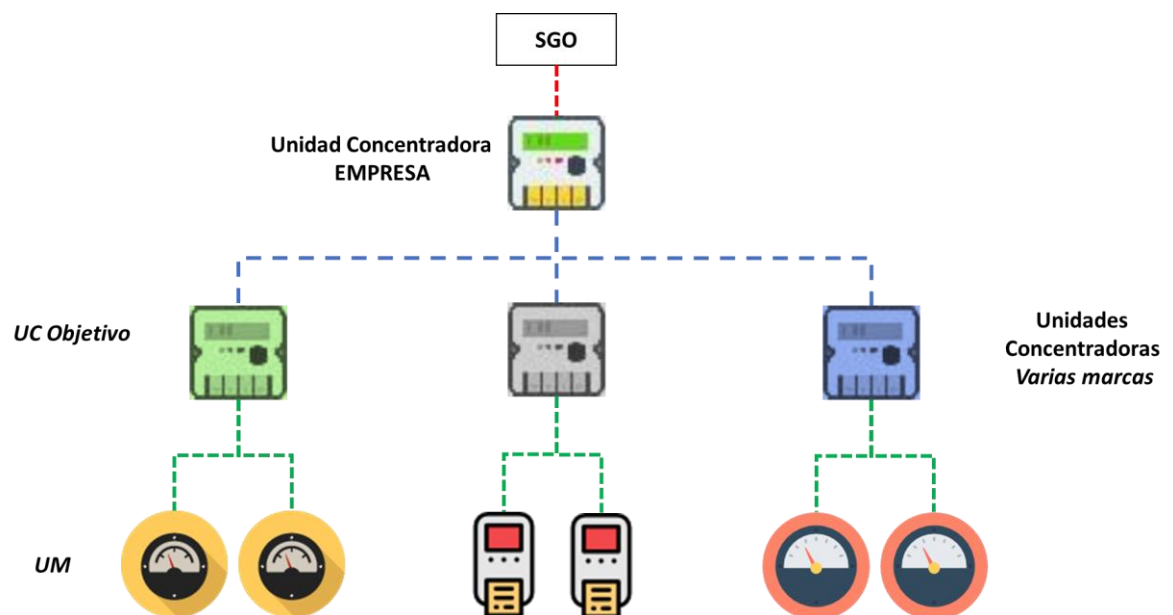 SGO
Unidad Concentradora
EMPRESA
UC Objetivo
Unidades
Concentradoras
Varias marcas
UM